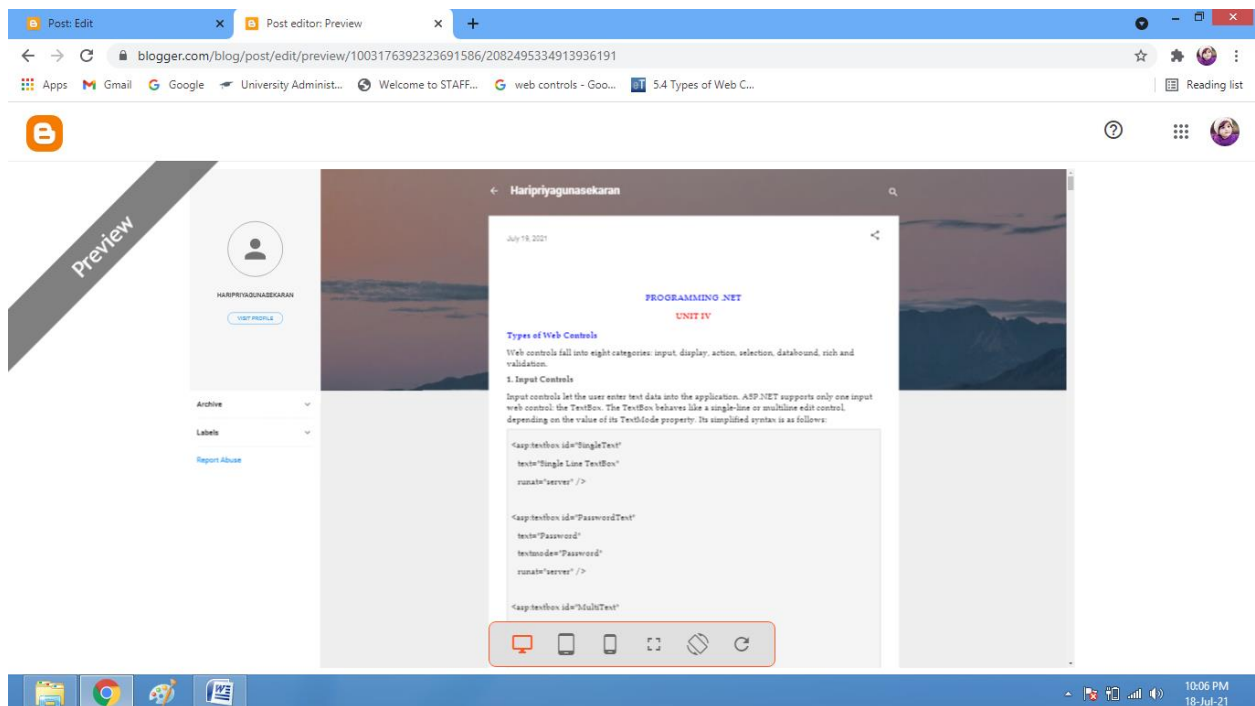 Post: Edit
Post editor: Preview
blogger.com/blog/post/edit/preview/1003176392323691586/2082495334913936191
Apps
Gmail
Google
University Administ...
Welcome to STAFF...
web controls - Goo...
5.4 Types of Web C...
Reading list
Preview
Haripriyagunasekaran
July 19, 2021
HARIPRIYAGUNASEKARAN
VISIT PROFILE
Archive
Labels
Report Abuse
PROGRAMMING .NET
UNIT IV
Types of Web Controls
Web controls fall into eight categories: input, display, action, selection, databound, rich and
validation.
1. Input Controls
Input controls let the user enter text data into the application. ASP.NET supports only one input
web control: the TextBox. The TextBox behaves like a single-line or multiline edit control,
depending on the value of its TextMode property. Its simplified syntax is as follows:
<asp:textbox id="SingleText"
text="Single Line TextBox"
runat="server" />
<asp:textbox id="PasswordText"
text="Password"
textmode="Password"
runat="server" />
<asp:textbox id="MultiText"
10:06 PM
18-Jul-21